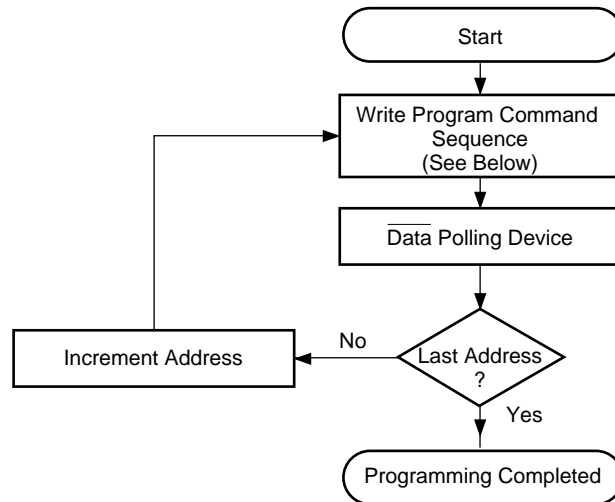 Start
Write Program Command
Sequence
(See Below)
Data Polling Device
Increment Address
No
Last Address
?
Yes
Programming Completed